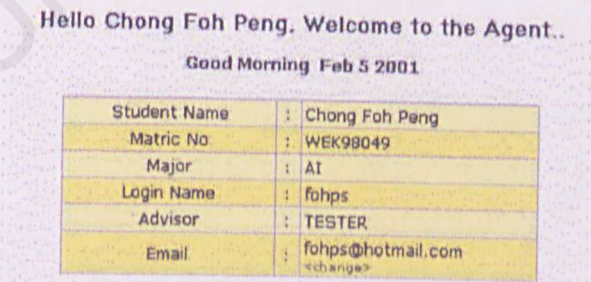 Hello Chong Foh Peng. Welcome to the Agent..
Good Morning Feb 5 2001
Student Name : Chong Foh Peng
Matric No : WEK98049
Major : AI
Login Name : fohps
Advisor : TESTER
Email : fohps@hotmail.com
<change>